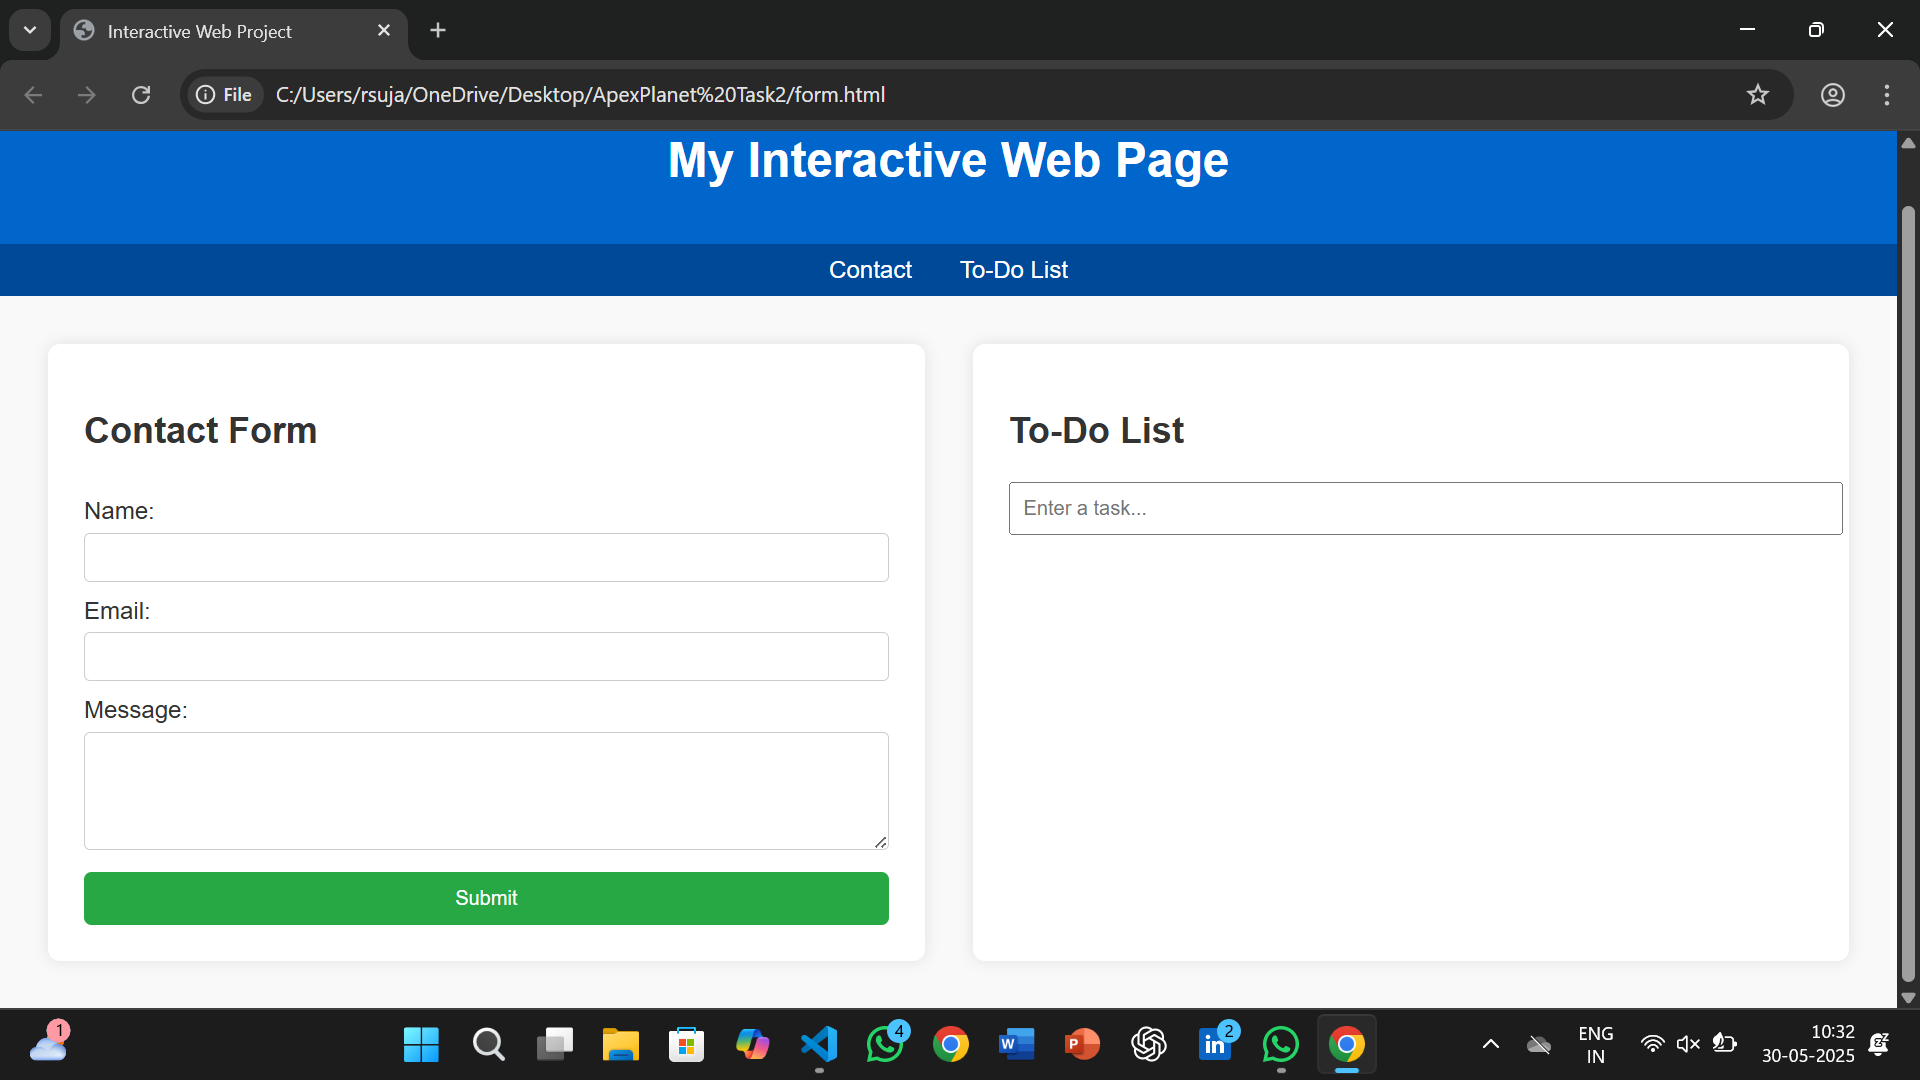 Interactive Web Project
File
C:/Users/rsuja/OneDrive/Desktop/ApexPlanet%20Task2/form.html
My Interactive Web Page
Contact
To-Do List
Contact Form
Name:
Email:
Message:
Submit
To-Do List
Enter a task...
1
4
W
P
in
2
ENG
IN
10:32
30-05-2025